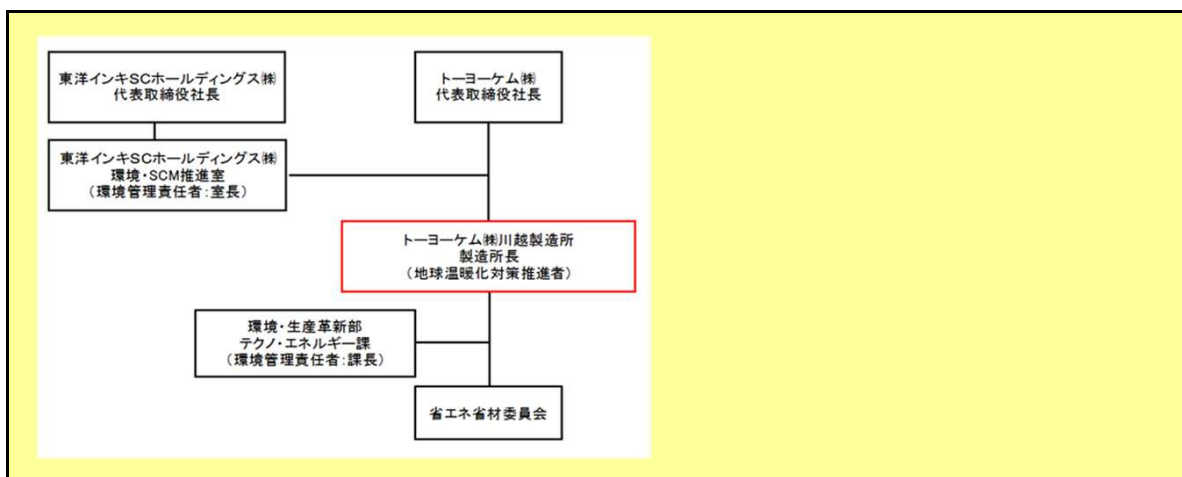 東洋インキSCホールディングス㈱
代表取締役社長
トーヨーケム㈱
代表取締役社長
東洋インキSCホールディングス㈱
環境・SCM推進室
（環境管理責任者：室長）
トーヨーケム㈱川越製造所
製造所長
（地球温暖化対策推進者）
環境・生産革新部
テクノ・エネルギー課
（環境管理責任者：課長）
省エネ省材委員会